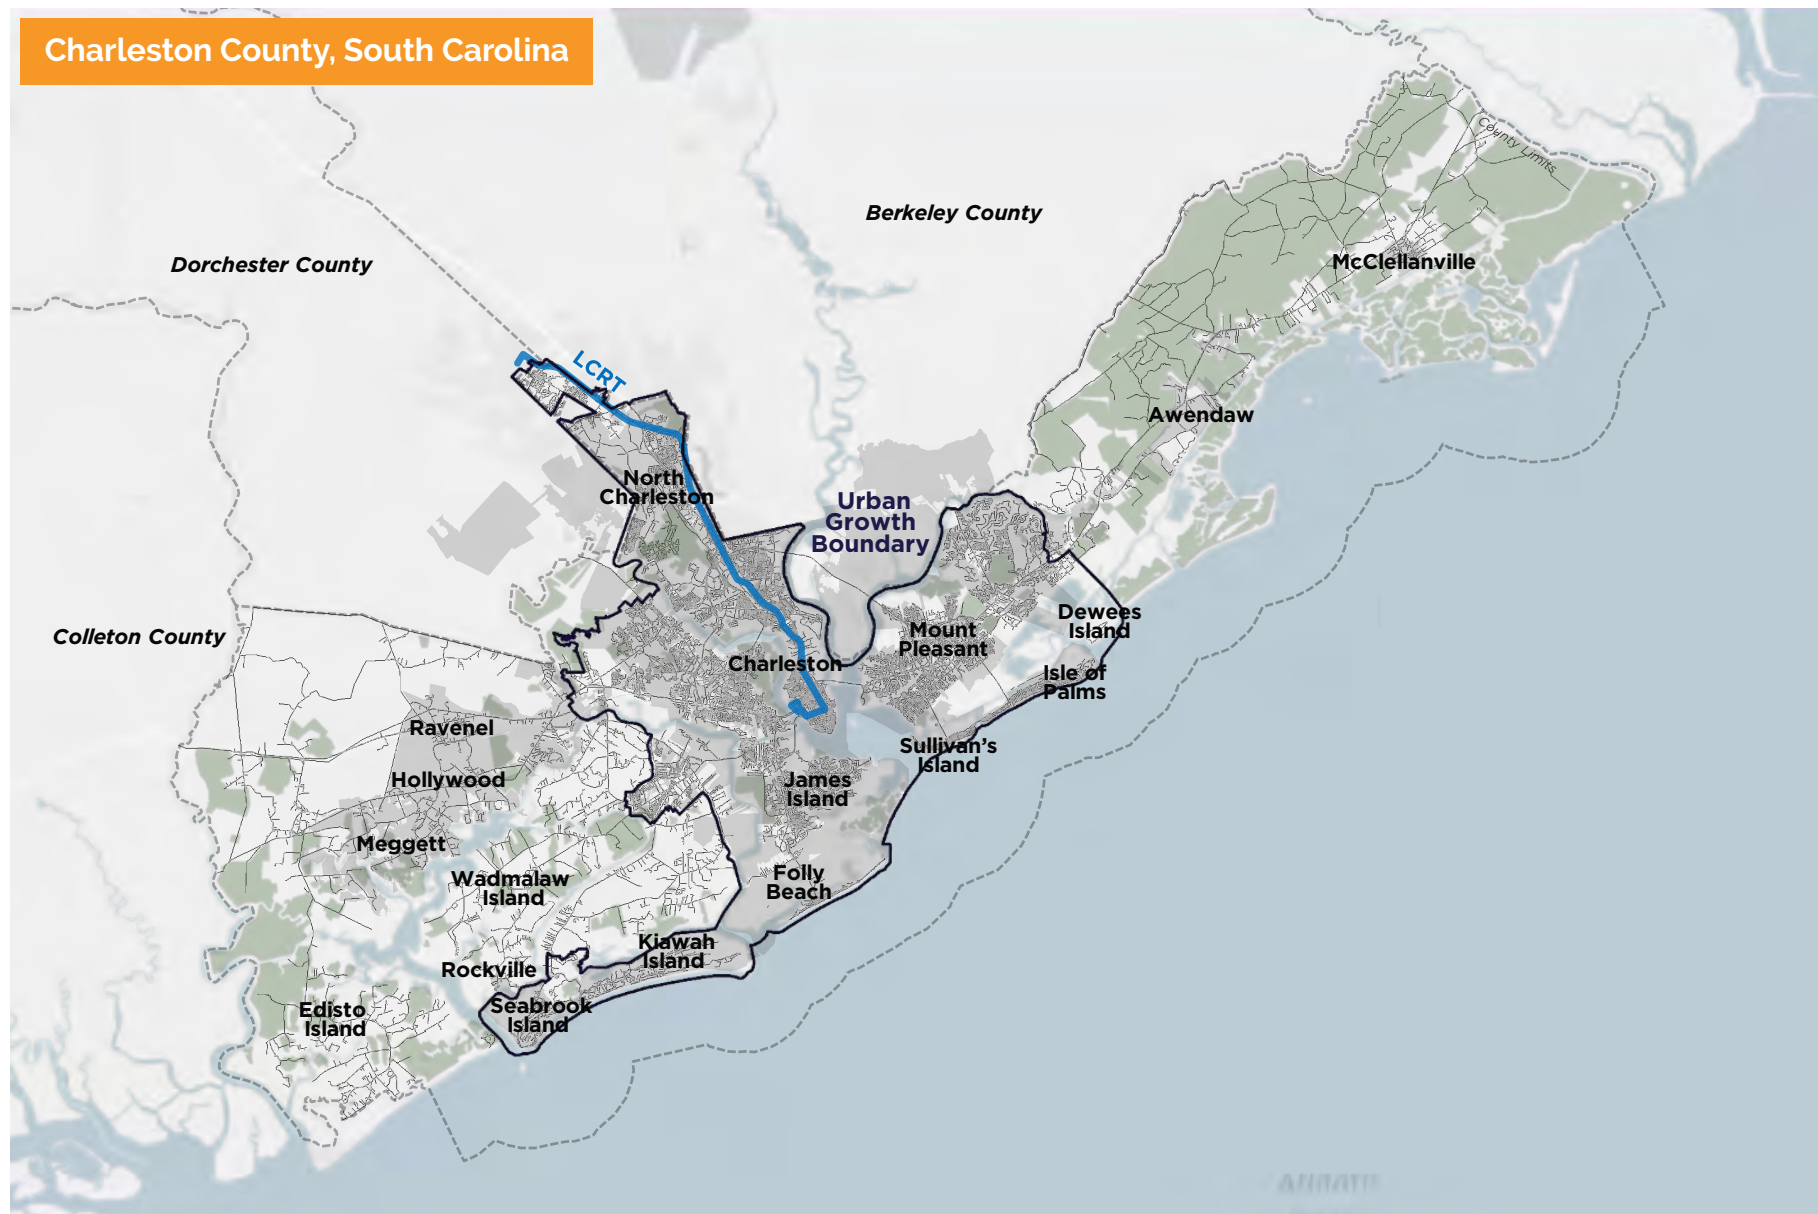 Charleston County, South Carolina
County Limits
Berkeley County
Dorchester County
McClellanville
LCRT
Awendaw
North
Charleston
Urban
Growth
Boundary
Dewees
Island
Mount
Pleasant
Colleton County
Charleston
Isle of
Palms
Ravenel
Sullivan's
Island
Hollywood
James
Island
Meggett
Wadmalaw
Island
Folly
Beach
Kiawah
Island
Rockville
Seabrook
Island
Edisto
Island